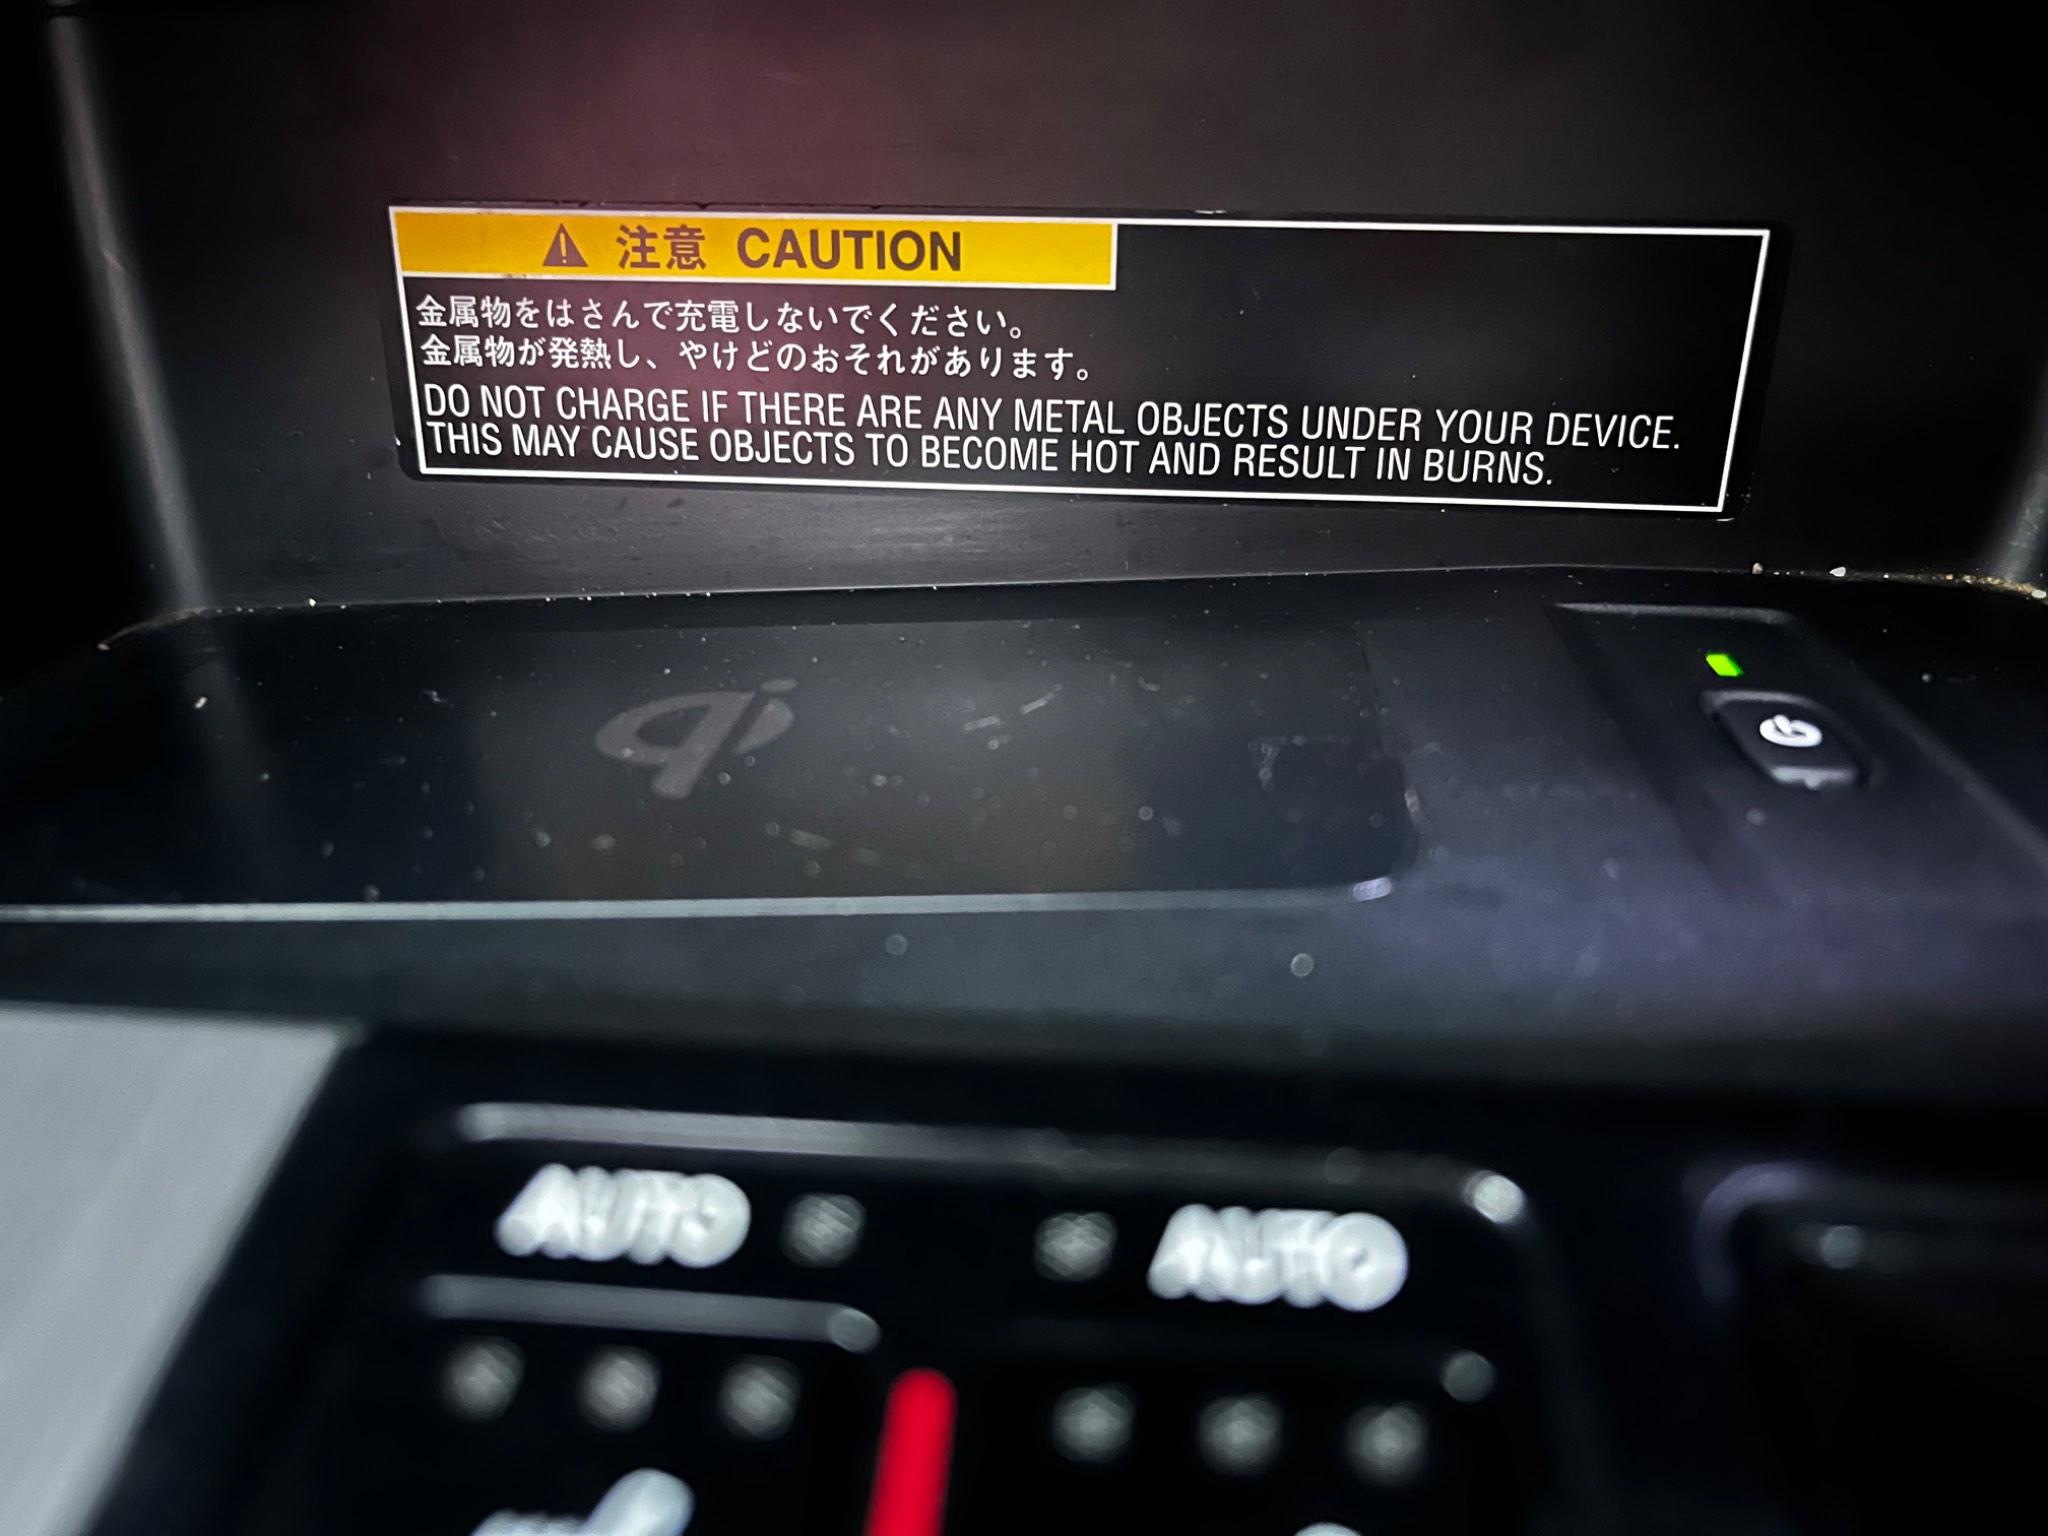 注意 CAUTION
金属物をはさんで充電しないでください。
金属物が発熱し、やけどのおそれがあります。
DO NOT CHARGE IF THERE ARE ANY METAL OBJECTS UNDER YOUR DEVICE.
THIS MAY CAUSE OBJECTS TO BECOME HOT AND RESULT IN BURNS.
qi
AUTO AUTO